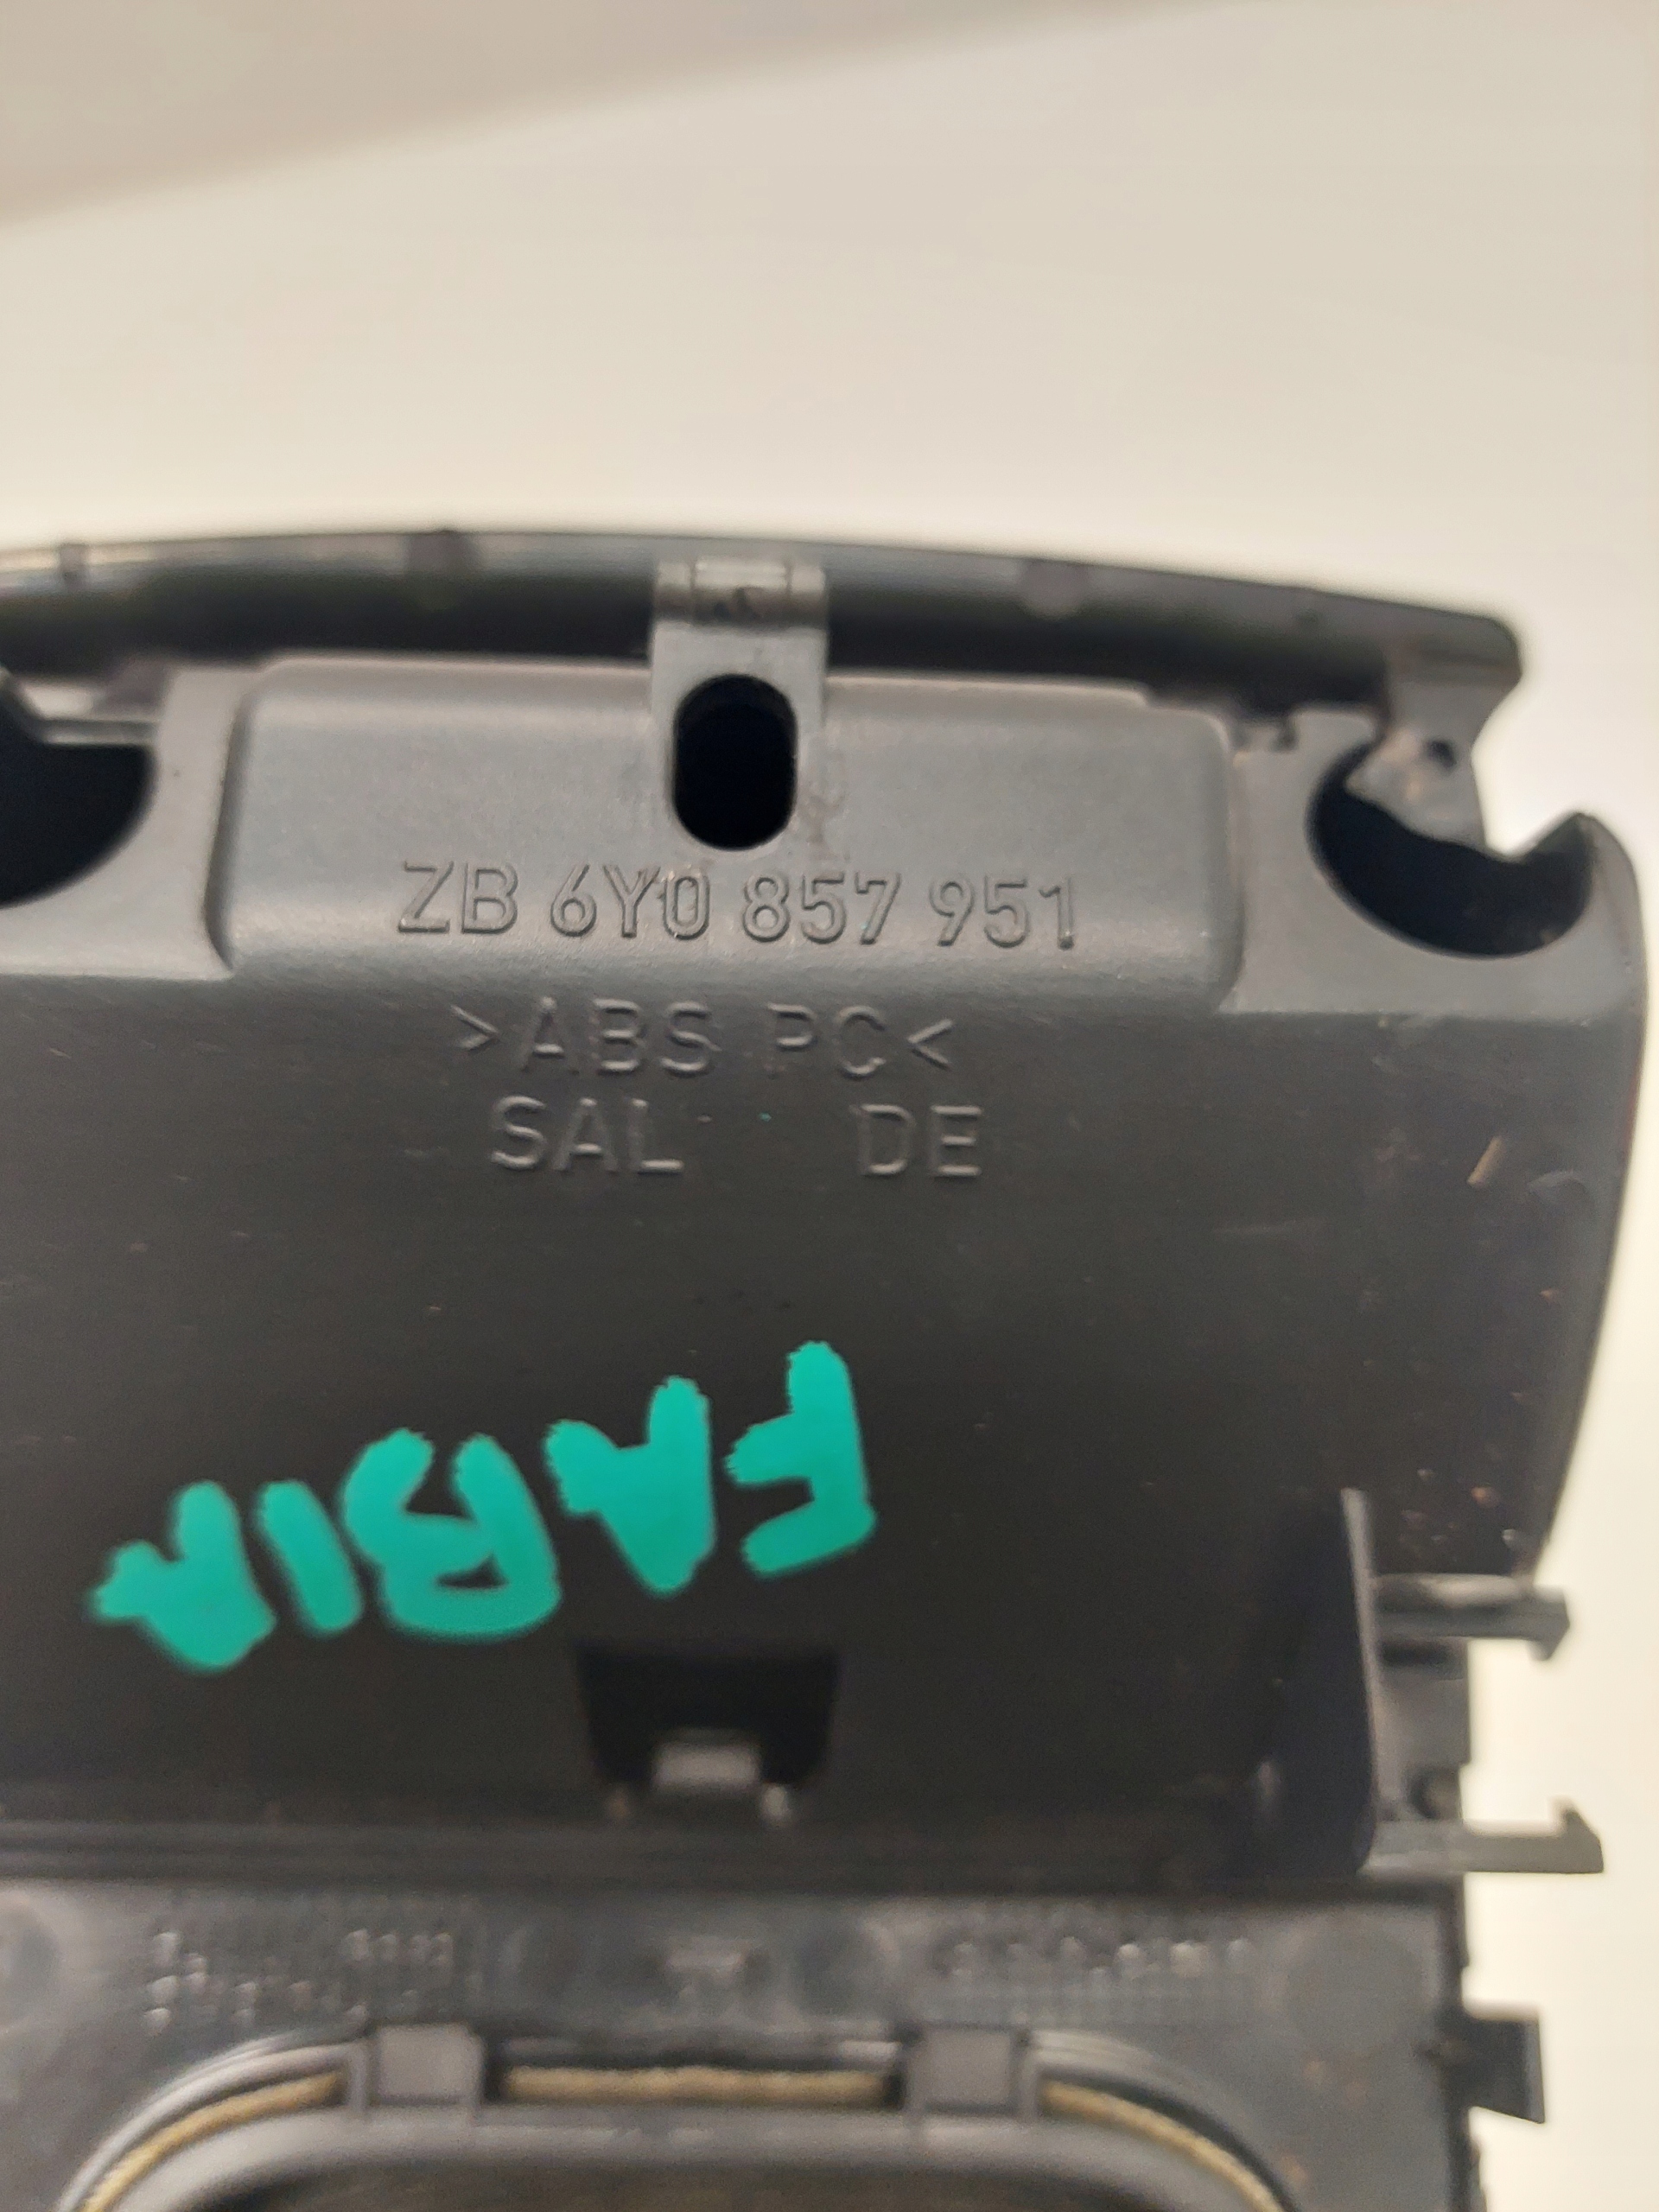 ZB 6Y0 857 951
>ABS PC<
SAL DE
FABIA